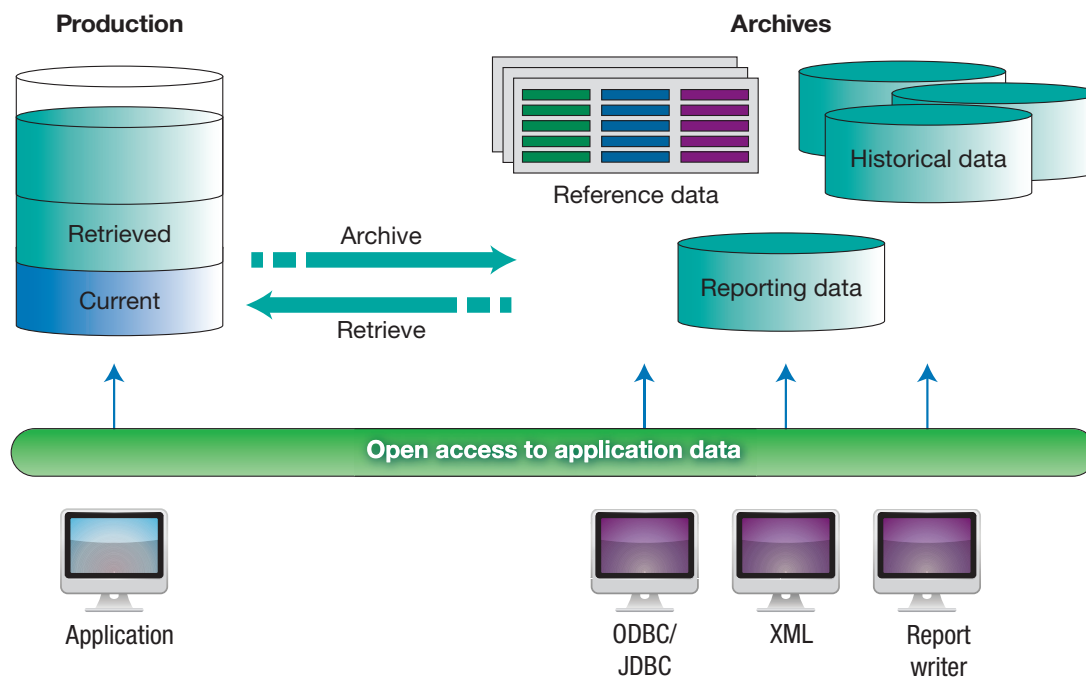 Production
Archives
Reference data
Historical data
Retrieved
Archive
Current
Retrieve
Reporting data
Open access to application data
Application
ODBC/
JDBC
XML
Report
writer